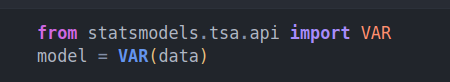 from statsmodels.tsa.api import VAR
model = VAR(data)